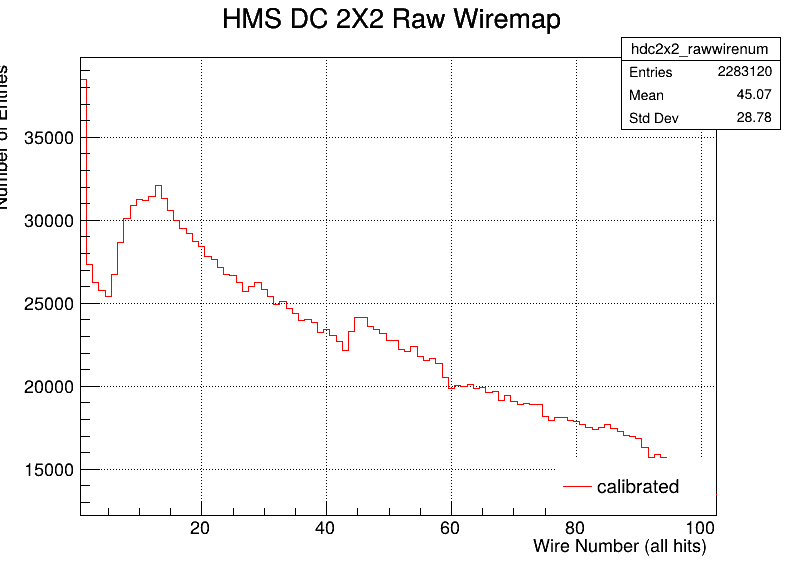 HMS DC 2X2 Raw Wiremap
hdc2x2_rawwirenum
Entries 2283120
Mean 45.07
Std Dev 28.78
Number of Entries
35000
30000
25000
20000
15000
calibrated
20 40 60 80 100
Wire Number (all hits)